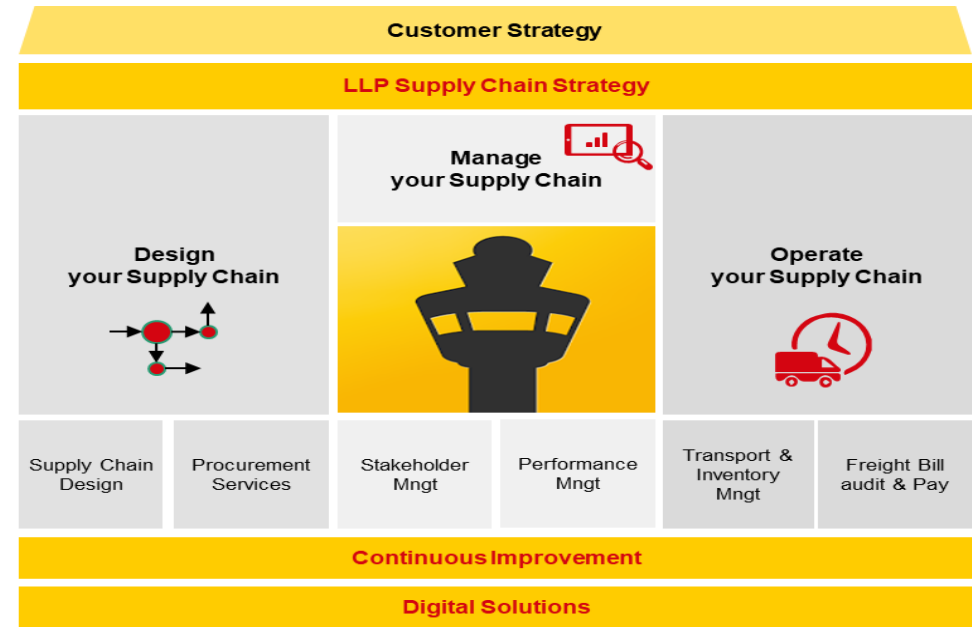 Customer Strategy
LLP Supply Chain Strategy
Manage
your Supply Chain
Design
your Supply Chain
Operate
your Supply Chain
Supply Chain
Design
Procurement
Services
Stakeholder
Mngt
Performance
Mngt
Transport &
Inventory
Mngt
Freight Bill
audit & Pay
Continuous Improvement
Digital Solutions